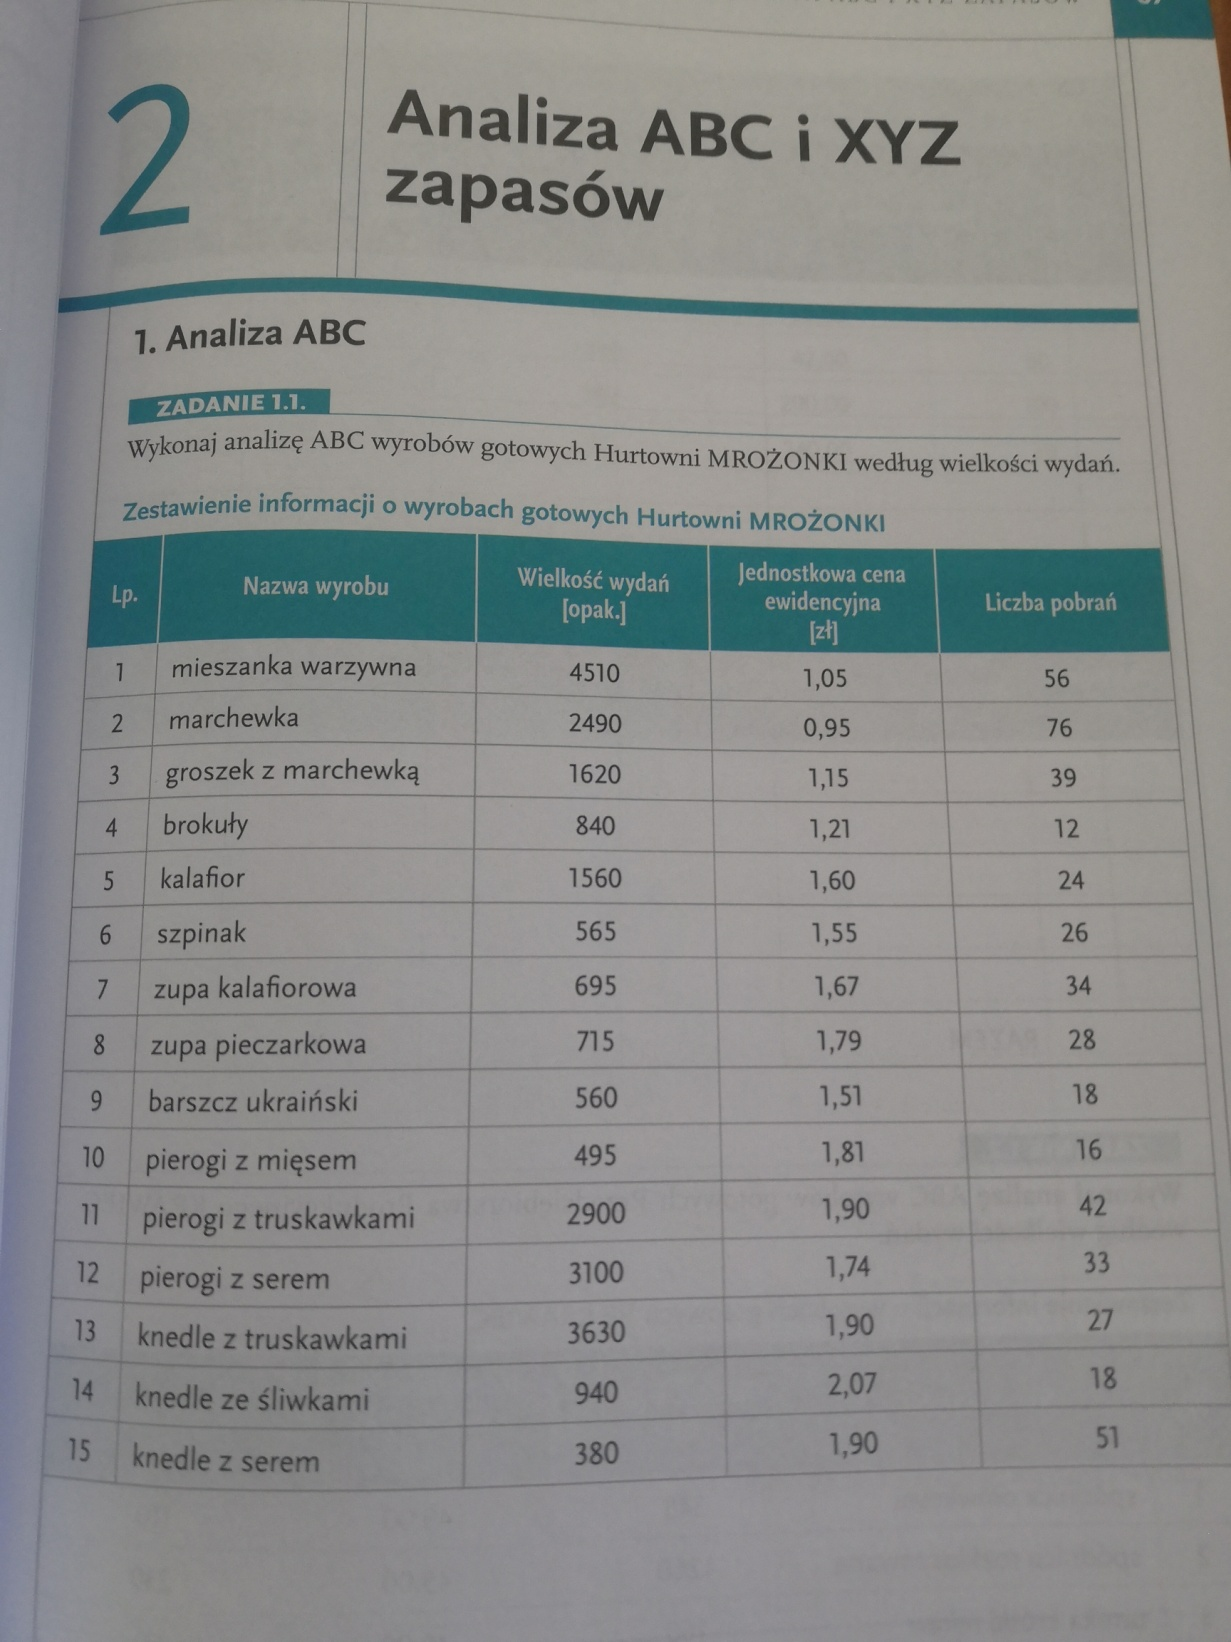 2
Analiza ABC i XYZ
zapasów
1. Analiza ABC
ZADANIE 1.1.
Wykonaj analizę ABC wyrobów gotowych Hurtowni MROŻONKI według wielkości wydań.
Zestawienie informacji o wyrobach gotowych Hurtowni MROŻONKI
Lp. Nazwa wyrobu Wielkość wydań [opak.] Jednostkowa cena ewidencyjna [zł] Liczba pobrań
1 mieszanka warzywna 4510 1,05 56
2 marchewka 2490 0,95 76
3 groszek z marchewką 1620 1,15 39
4 brokuły 840 1,21 12
5 kalafior 1560 1,60 24
6 szpinak 565 1,55 26
7 zupa kalafiorowa 695 1,67 34
8 zupa pieczarkowa 715 1,79 28
9 barszcz ukraiński 560 1,51 18
10 pierogi z mięsem 495 1,81 16
11 pierogi z truskawkami 2900 1,90 42
12 pierogi z serem 3100 1,74 33
13 knedle z truskawkami 3630 1,90 27
14 knedle ze śliwkami 940 2,07 18
15 knedle z serem 380 1,90 51